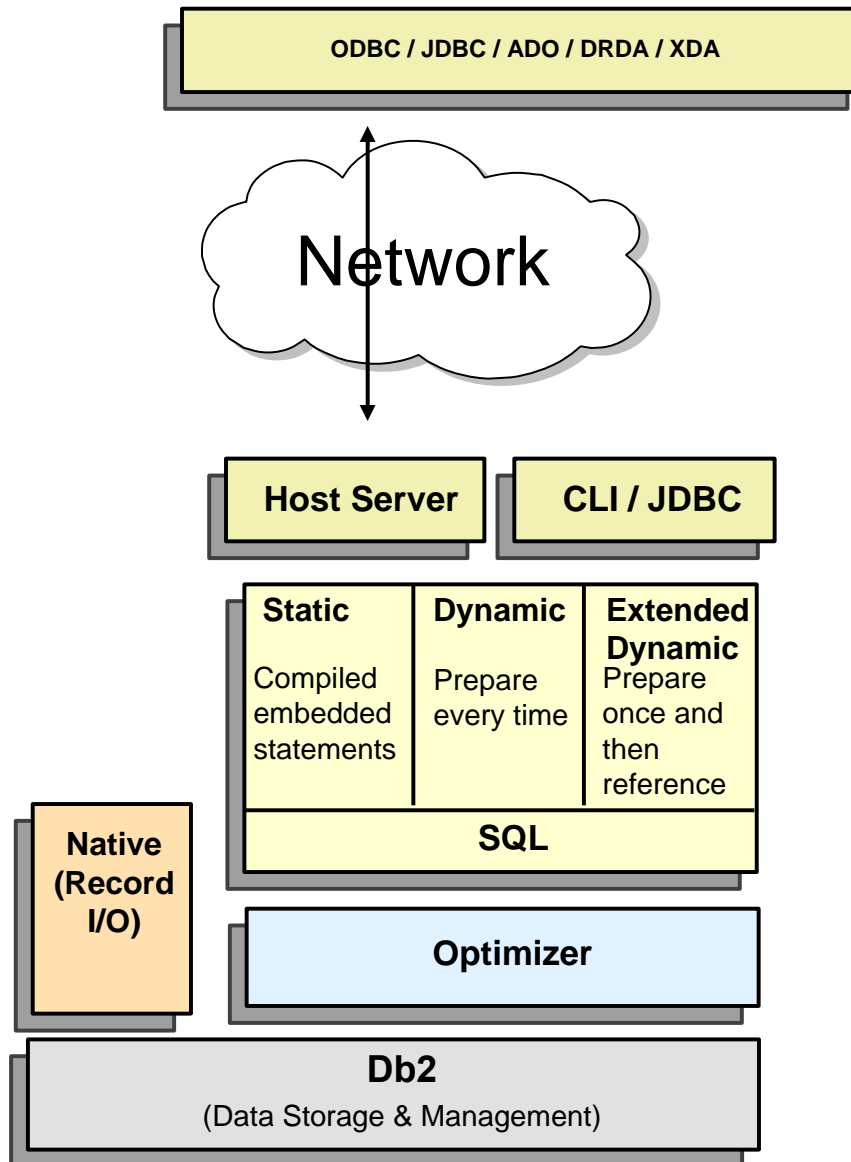 ODBC / JDBC / ADO / DRDA / XDA
Network
Host Server
CLI / JDBC
Static
Compiled
embedded
statements
Dynamic
Prepare
every time
Extended
Dynamic
Prepare
once and
then
reference
SQL
Native
(Record
I/O)
Optimizer
Db2
(Data Storage & Management)